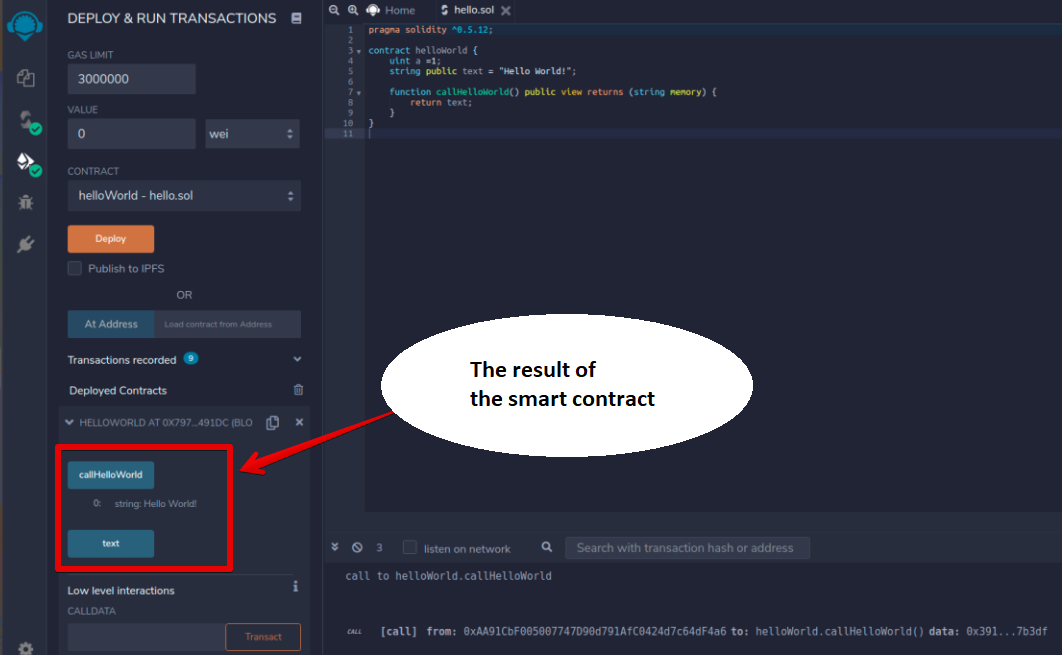 DEPLOY & RUN TRANSACTIONS
GAS LIMIT
3000000
VALUE
0 wei
CONTRACT
helloWorld - hello.sol
Deploy
Publish to IPFS
OR
At Address Load contract from Address
Transactions recorded 9
Deployed Contracts
HELLOWORLD AT 0X797...491DC (BLO
callHelloWorld
0: string: Hello World!
text
Low level interactions
i
CALLDATA
Transact
Home hello.sol
1 pragma solidity ^0.5.12;
2
3 contract helloWorld {
4 uint a =1;
5 string public text = "Hello World!";
6
7 function callHelloWorld() public view returns (string memory) {
8 return text;
9 }
10 }
11
The result of
the smart contract
3 listen on network Search with transaction hash or address
call to helloWorld.callHelloWorld
CALL [call] from: 0xAA91CbF005007747D90d791AfC0424d7c64dF4a6 to: helloWorld.callHelloWorld() data: 0x391...7b3df